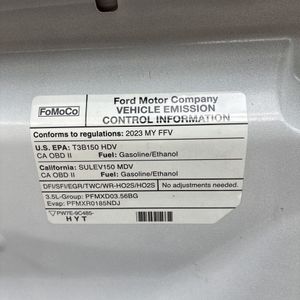 FoMoCo
Ford Motor Company
VEHICLE EMISSION
CONTROL INFORMATION
Conforms to regulations: 2023 MY FFV
U.S. EPA: T3B150 HDV
CA OBD II Fuel: Gasoline/Ethanol
California: SULEV150 MDV
CA OBD II Fuel: Gasoline/Ethanol
DFI/SFI/EGR/TWC/WR-HO2S/HO2S No adjustments needed.
3.5L-Group: PFMXD03.56BG
Evap: PFMXR0185NDJ
PW7E-9C485-
HYT